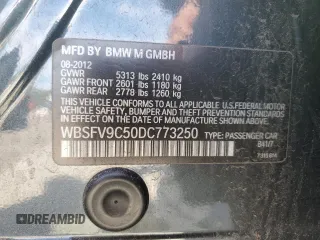 MFD BY BMW M GMBH
08-2012
GVWR 5313 lbs 2410 kg
GAWR FRONT 2601 lbs 1180 kg
GAWR REAR 2778 lbs 1260 kg
THIS VEHICLE CONFORMS TO ALL APPLICABLE
U.S. FEDERAL MOTOR VEHICLE SAFETY, BUMPER,
AND THEFT PREVENTION STANDARDS IN EFFECT ON
THE DATE OF MANUFACTURE SHOWN ABOVE.
WBSFV9C50DC773250 TYPE: PASSENGER CAR
B41/7
DREAMBID